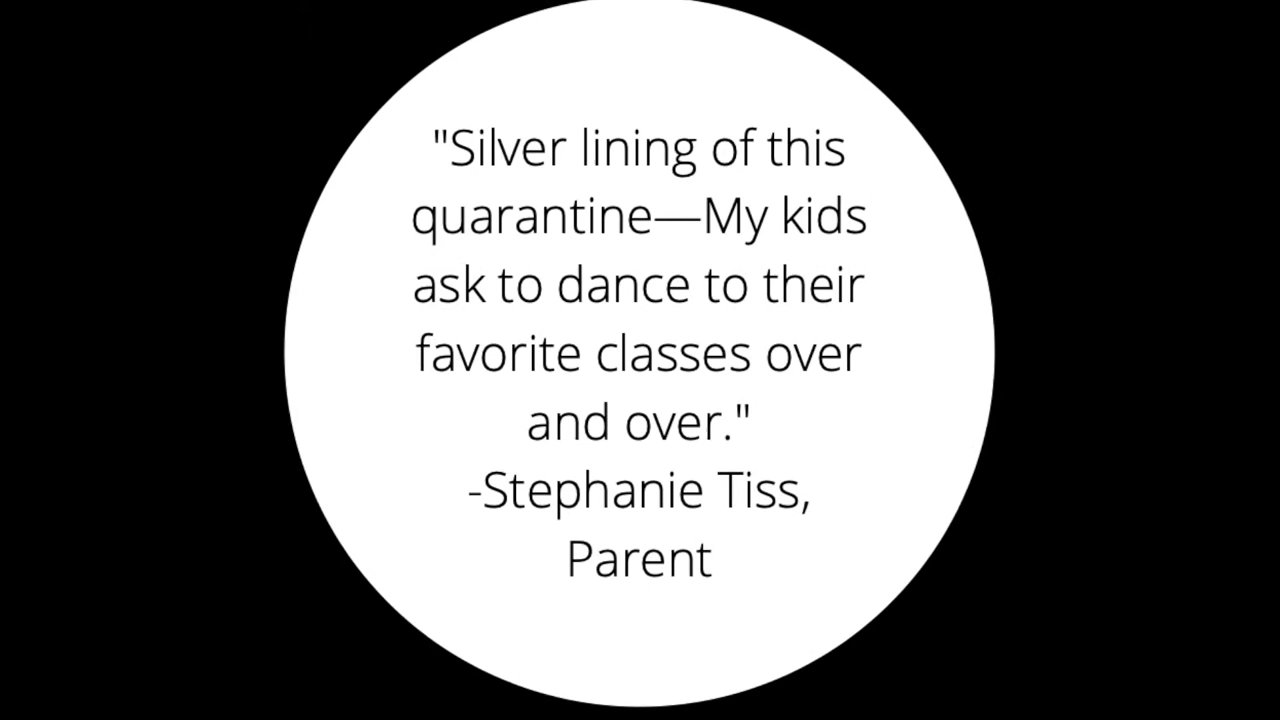 "Silver lining of this
quarantine—My kids
ask to dance to their
favorite classes over
and over."
-Stephanie Tiss,
Parent